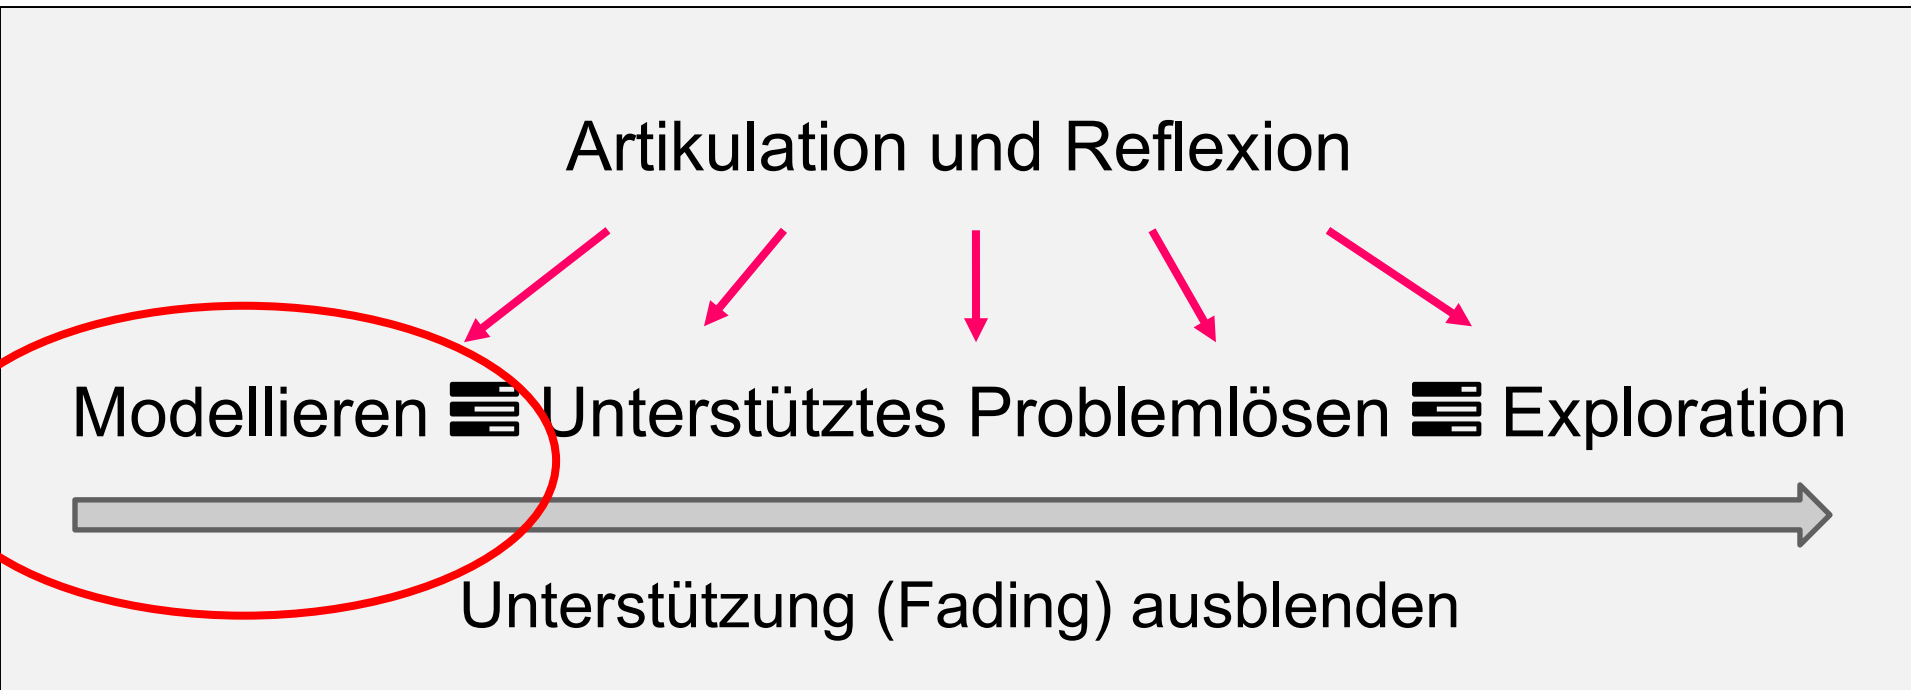 Artikulation und Reflexion
Modellieren Unterstütztes Problemlösen Exploration
Unterstützung (Fading) ausblenden